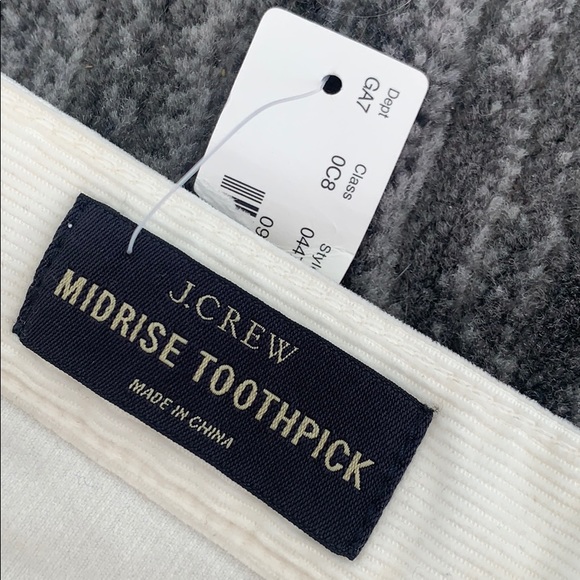 Dept
GA7
Class
0C8
J.CREW
MIDRISE TOOTHPICK
MADE IN CHINA